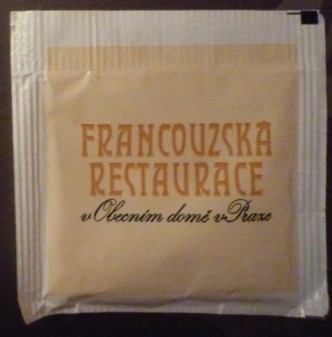 FRANCOUZSKÁ
RESTAURACE
v Obecním domě v Praze